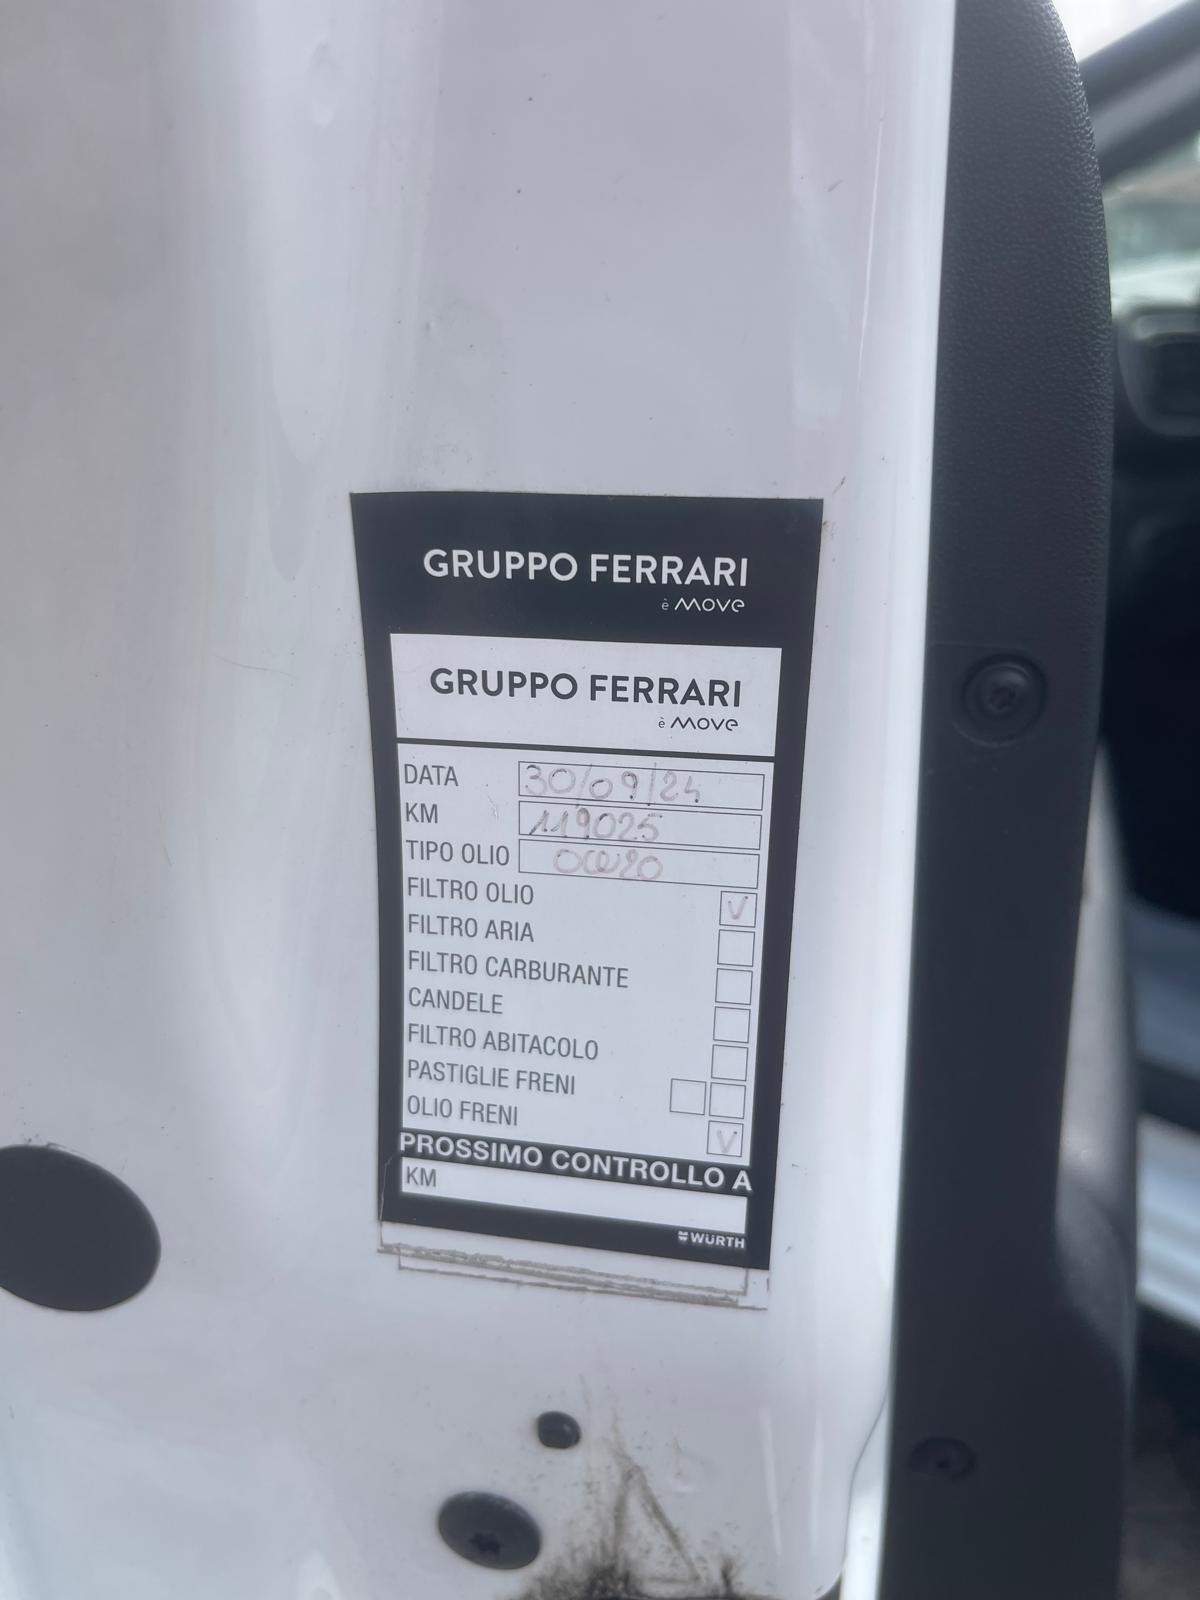 GRUPPO FERRARI
è MOVE
GRUPPO FERRARI
è MOVE
DATA 30/09/24
KM 119025
TIPO OLIO 0W20
FILTRO OLIO V
FILTRO ARIA
FILTRO CARBURANTE
CANDELE
FILTRO ABITACOLO
PASTIGLIE FRENI
OLIO FRENI V
PROSSIMO CONTROLLO A
KM
WÜRTH